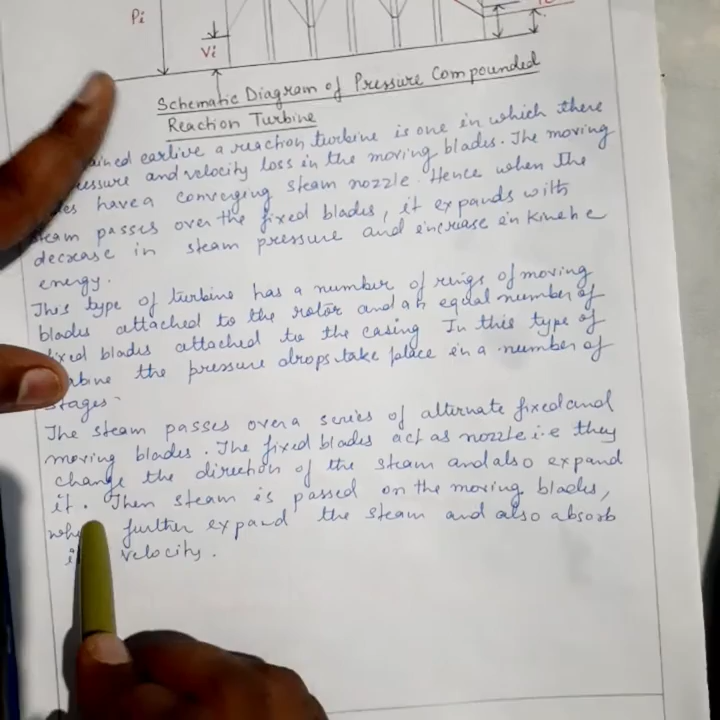 Pi
Vi
Schematic Diagram of Pressure Compounded
Reaction Turbine
ained earlier a reaction turbine is one in which there
essure and velocity loss in the moving blades. The moving
es have a converging steam nozzle. Hence when the
steam passes over the fixed blades, it expands with
decrease in steam pressure and increase in kinetic
energy.
This type of turbine has a number of rings of moving
blades attached to the rotor and an equal number of
fixed blades attached to the casing In this type of
rbine the pressure drops take place in a number of
stages.
The steam passes over a series of alternate fixed and
moving blades. The fixed blades act as nozzle i.e they
change the direction of the steam and also expand
it. Then steam is passed on the moving blades,
whi further expand the steam and also absorb
velocity.